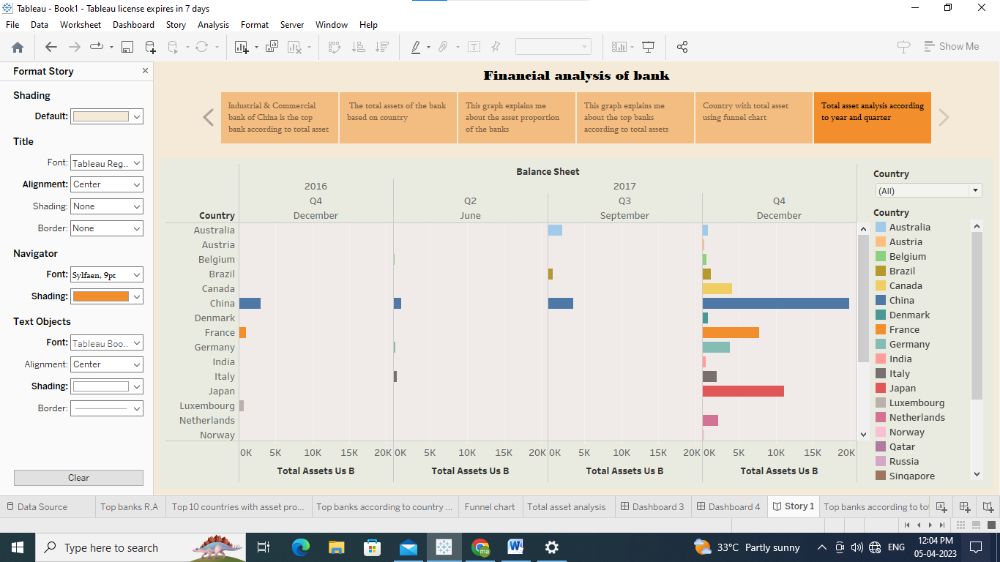 Tableau - Book1 - Tableau license expires in 7 days
File Data Worksheet Dashboard Story Analysis Format Server Window Help
Show Me
Format Story
Shading
Default:
Title
Font: Tableau Reg..
Alignment: Center
Shading: None
Border: None
Navigator
Font: Sylfaen, 9pt
Shading:
Text Objects
Font: Tableau Boo..
Alignment: Center
Shading:
Border:
Clear
Financial analysis of bank
Industrial & Commercial
bank of China is the top
bank according to total asset
The total assets of the bank
based on country
This graph explains me
about the asset proportion
of the banks
This graph explains me
about the top banks
according to total assets
Country with total asset
using funnel chart
Total asset analysis according
to year and quarter
Balance Sheet
2016 2017
Q4 Q2 Q3 Q4
Country December June September December
Australia
Austria
Belgium
Brazil
Canada
China
Denmark
France
Germany
India
Italy
Japan
Luxembourg
Netherlands
Norway
0K 5K 10K 15K 20K 0K 5K 10K 15K 20K 0K 5K 10K 15K 20K 0K 5K 10K 15K 20K
Total Assets Us B Total Assets Us B Total Assets Us B Total Assets Us B
Country
(All)
Country
Australia
Austria
Belgium
Brazil
Canada
China
Denmark
France
Germany
India
Italy
Japan
Luxembourg
Netherlands
Norway
Qatar
Russia
Singapore
Data Source Top banks R.A Top 10 countries with asset pro... Top banks according to country ... Funnel chart Total asset analysis Dashboard 3 Dashboard 4 Story 1 Top banks according to tot
Type here to search
33°C Partly sunny
ENG
12:04 PM
05-04-2023